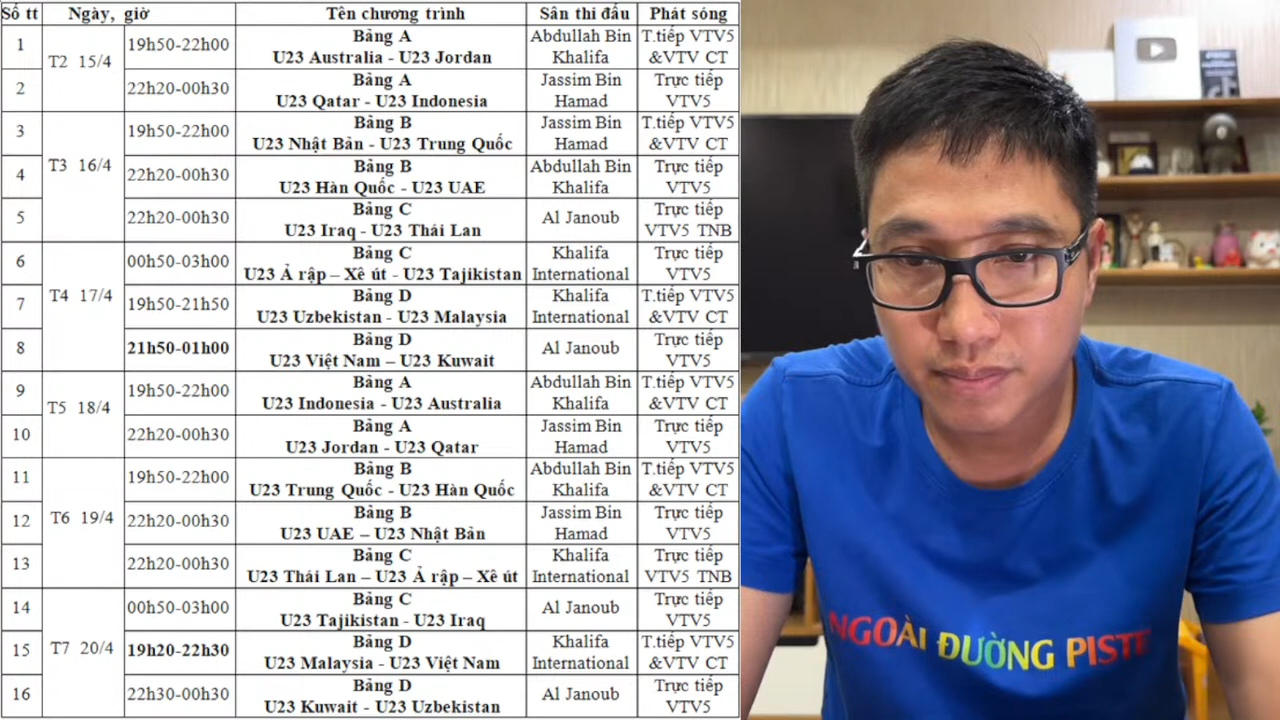 Số tt Ngày, giờ Tên chương trình Sân thi đấu Phát sóng
1 T2 15/4 19h50-22h00 Bảng A Abdullah Bin T.tiếp VTV5
U23 Australia - U23 Jordan Khalifa &VTV CT
2 22h20-00h30 Bảng A Jassim Bin Trực tiếp
U23 Qatar - U23 Indonesia Hamad VTV5
3 T3 16/4 19h50-22h00 Bảng B Jassim Bin T.tiếp VTV5
U23 Nhật Bản - U23 Trung Quốc Hamad &VTV CT
4 22h20-00h30 Bảng B Abdullah Bin Trực tiếp
U23 Hàn Quốc - U23 UAE Khalifa VTV5
5 22h20-00h30 Bảng C Al Janoub Trực tiếp
U23 Iraq - U23 Thái Lan VTV5 TNB
6 T4 17/4 00h50-03h00 Bảng C Khalifa Trực tiếp
U23 Ả rập – Xê út - U23 Tajikistan International VTV5
7 19h50-21h50 Bảng D Khalifa T.tiếp VTV5
U23 Uzbekistan - U23 Malaysia International &VTV CT
8 21h50-01h00 Bảng D Al Janoub Trực tiếp
U23 Việt Nam – U23 Kuwait VTV5
9 T5 18/4 19h50-22h00 Bảng A Abdullah Bin T.tiếp VTV5
U23 Indonesia - U23 Australia Khalifa &VTV CT
10 22h20-00h30 Bảng A Jassim Bin Trực tiếp
U23 Jordan - U23 Qatar Hamad VTV5
11 T6 19/4 19h50-22h00 Bảng B Abdullah Bin T.tiếp VTV5
U23 Trung Quốc - U23 Hàn Quốc Khalifa &VTV CT
12 22h20-00h30 Bảng B Jassim Bin Trực tiếp
U23 UAE – U23 Nhật Bản Hamad VTV5
13 22h20-00h30 Bảng C Khalifa Trực tiếp
U23 Thái Lan – U23 Ả rập – Xê út International VTV5 TNB
14 T7 20/4 00h50-03h00 Bảng C Al Janoub Trực tiếp
U23 Tajikistan - U23 Iraq VTV5
15 19h20-22h30 Bảng D Khalifa T.tiếp VTV5
U23 Malaysia - U23 Việt Nam International &VTV CT
16 22h30-00h30 Bảng D Al Janoub Trực tiếp
U23 Kuwait - U23 Uzbekistan VTV5
NGOÀI ĐƯỜNG PISTE